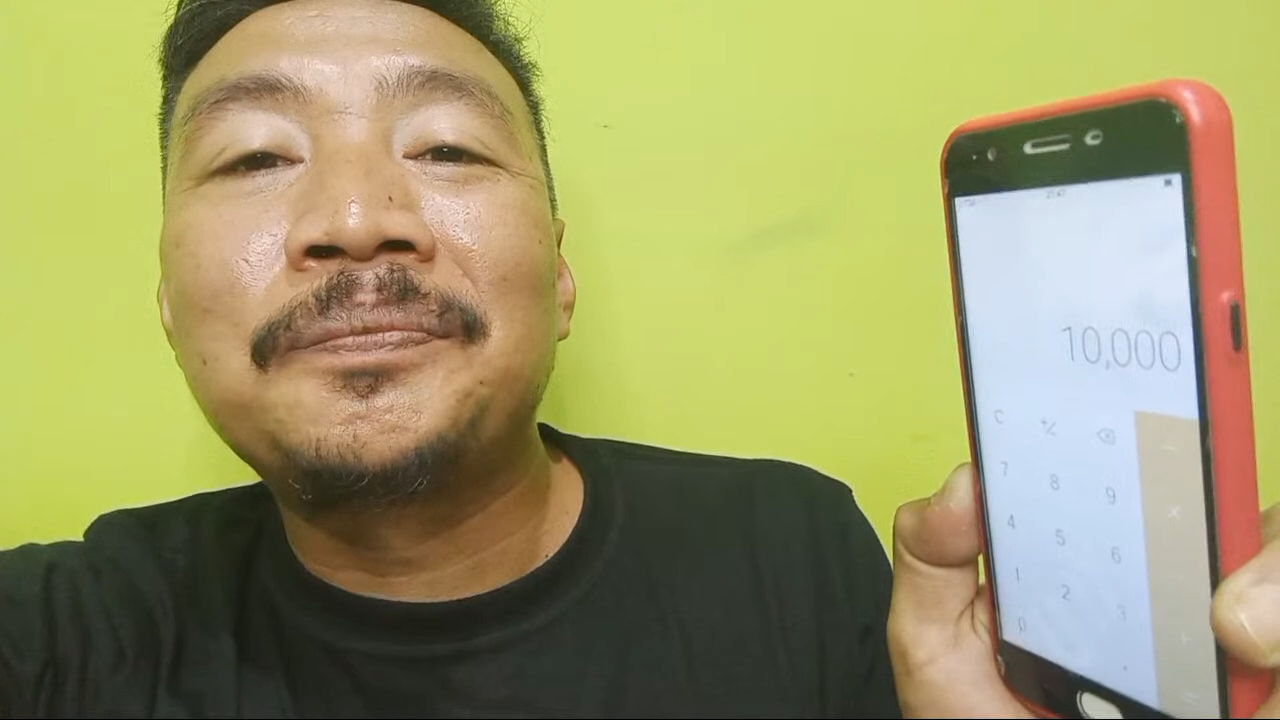 10,000
C +/-
7 8 9 ×
4 5 6
1 2 3 +
0 .